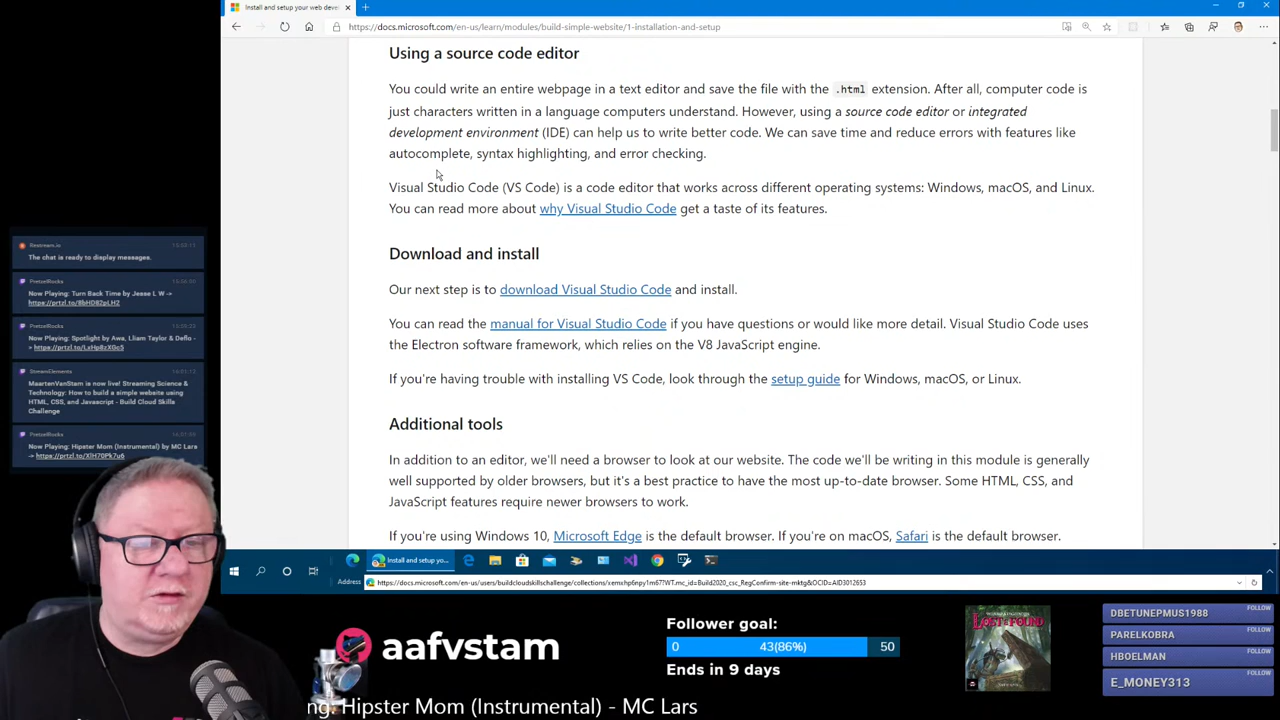 Install and setup your web devel
https://docs.microsoft.com/en-us/learn/modules/build-simple-website/1-installation-and-setup
Using a source code editor
You could write an entire webpage in a text editor and save the file with the .html extension. After all, computer code is
just characters written in a language computers understand. However, using a source code editor or integrated
development environment (IDE) can help us to write better code. We can save time and reduce errors with features like
autocomplete, syntax highlighting, and error checking.
Visual Studio Code (VS Code) is a code editor that works across different operating systems: Windows, macOS, and Linux.
You can read more about why Visual Studio Code get a taste of its features.
Download and install
Our next step is to download Visual Studio Code and install.
You can read the manual for Visual Studio Code if you have questions or would like more detail. Visual Studio Code uses
the Electron software framework, which relies on the V8 JavaScript engine.
If you're having trouble with installing VS Code, look through the setup guide for Windows, macOS, or Linux.
Additional tools
In addition to an editor, we'll need a browser to look at our website. The code we'll be writing in this module is generally
well supported by older browsers, but it's a best practice to have the most up-to-date browser. Some HTML, CSS, and
JavaScript features require newer browsers to work.
If you're using Windows 10, Microsoft Edge is the default browser. If you're on macOS, Safari is the default browser.
Restream.io
The chat is ready to display messages.
PretzelRocks
Now Playing: Turn Back Time by Jesse L W ->
PretzelRocks
Now Playing: Spotlight by Awa, Lliam Taylor & Deflo -
>
StreamElements
MaartenVanStam is now live! Streaming Science &
Technology: How to build a simple website using
HTML, CSS, and Javascript - Build Cloud Skills
Challenge
PretzelRocks
Now Playing: Hipster Mom (Instrumental) by MC Lars
->
Install and setup yo...
Address
aafvstam
Follower goal:
0 43(86%) 50
Ends in 9 days
LOST & FOUND
DBETUNEPMUS1988 FOLLOW
PARELKOBRA FOLLOW
HBOELMAN FOLLOW
E_MONEY313 FOLLOW
ng: Hipster Mom (Instrumental) - MC Lars